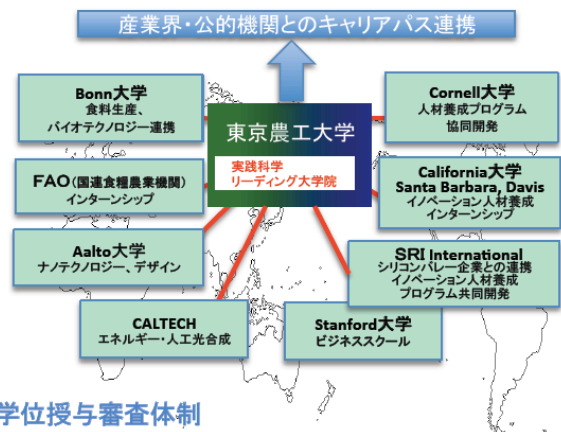 産業界・公的機関とのキャリアパス連携
Bonn大学
食料生産、
バイオテクノロジー連携
Cornell大学
人材養成プログラム
協同開発
東京農工大学
実践科学
リーディング大学院
FAO(国連食糧農業機関)
インターンシップ
California大学
Santa Barbara, Davis
イノベーション人材養成
インターンシップ
Aalto大学
ナノテクノロジー、デザイン
SRI International
シリコンバレー企業との連携
イノベーション人材養成
プログラム共同開発
CALTECH
エネルギー・人工光合成
Stanford大学
ビジネススクール
学位授与審査体制